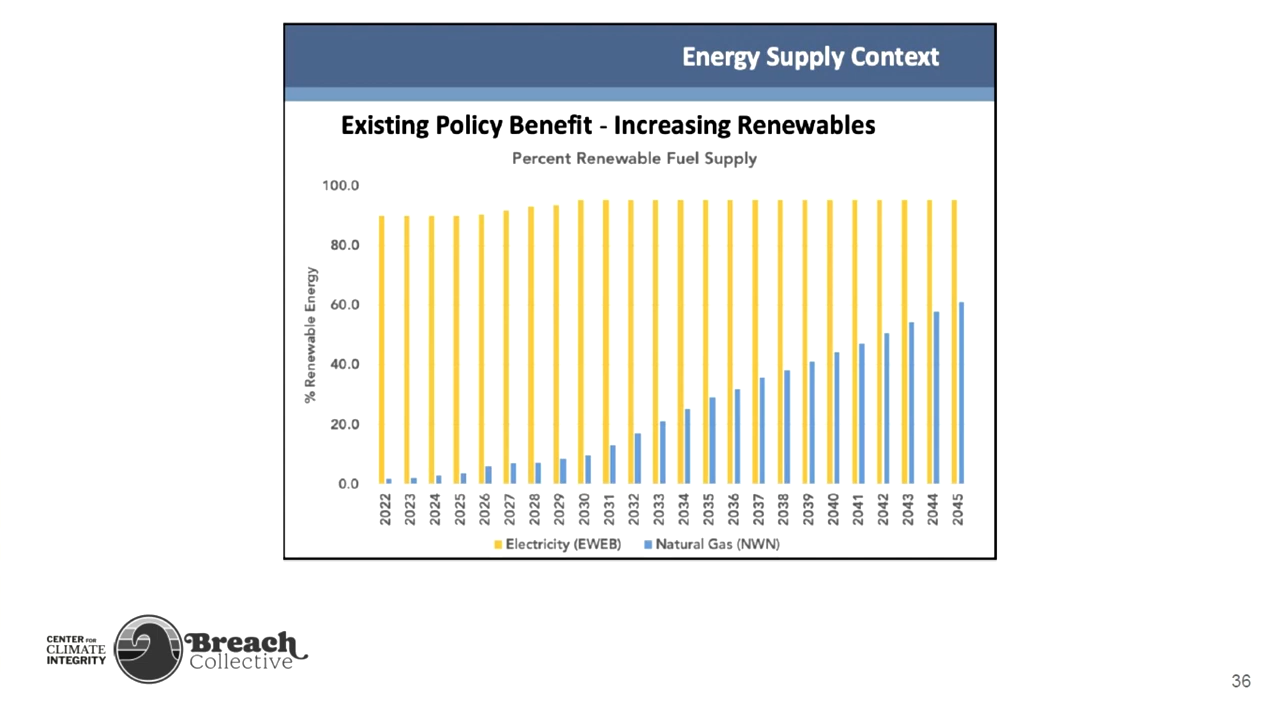 Energy Supply Context
Existing Policy Benefit - Increasing Renewables
Percent Renewable Fuel Supply
% Renewable Energy
100.0
80.0
60.0
40.0
20.0
0.0
2022
2023
2024
2025
2026
2027
2028
2029
2030
2031
2032
2033
2034
2035
2036
2037
2038
2039
2040
2041
2042
2043
2044
2045
Electricity (EWEB)
Natural Gas (NWN)
CENTER FOR
CLIMATE
INTEGRITY
Breach
Collective
36